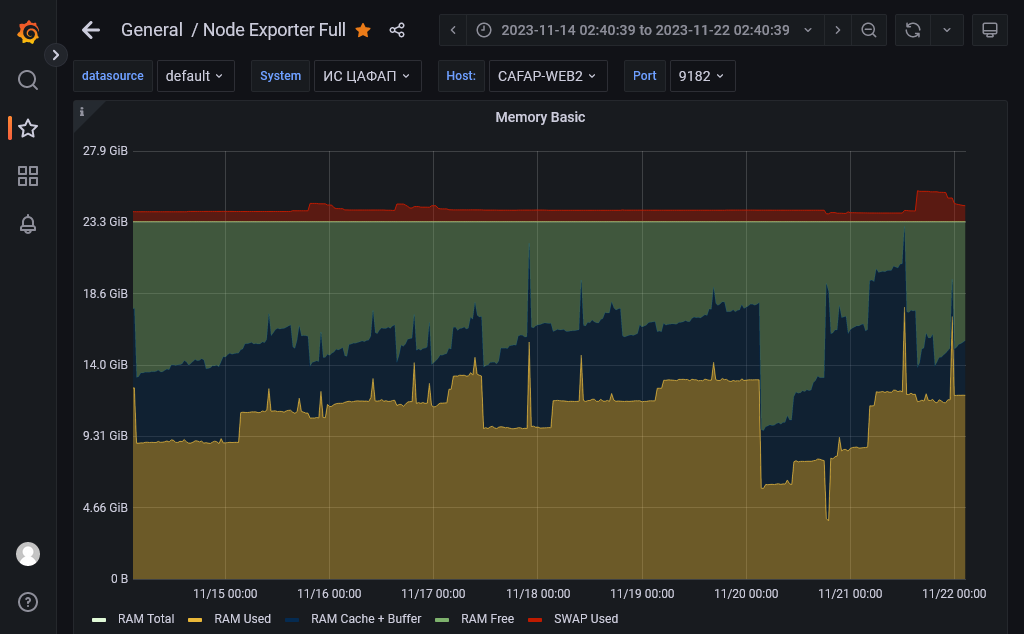 General / Node Exporter Full
2023-11-14 02:40:39 to 2023-11-22 02:40:39
datasource default System ИС ЦАФАП Host: CAFAP-WEB2 Port 9182
i
Memory Basic
27.9 GiB
23.3 GiB
18.6 GiB
14.0 GiB
9.31 GiB
4.66 GiB
0 B
11/15 00:00 11/16 00:00 11/17 00:00 11/18 00:00 11/19 00:00 11/20 00:00 11/21 00:00 11/22 00:00
RAM Total RAM Used RAM Cache + Buffer RAM Free SWAP Used